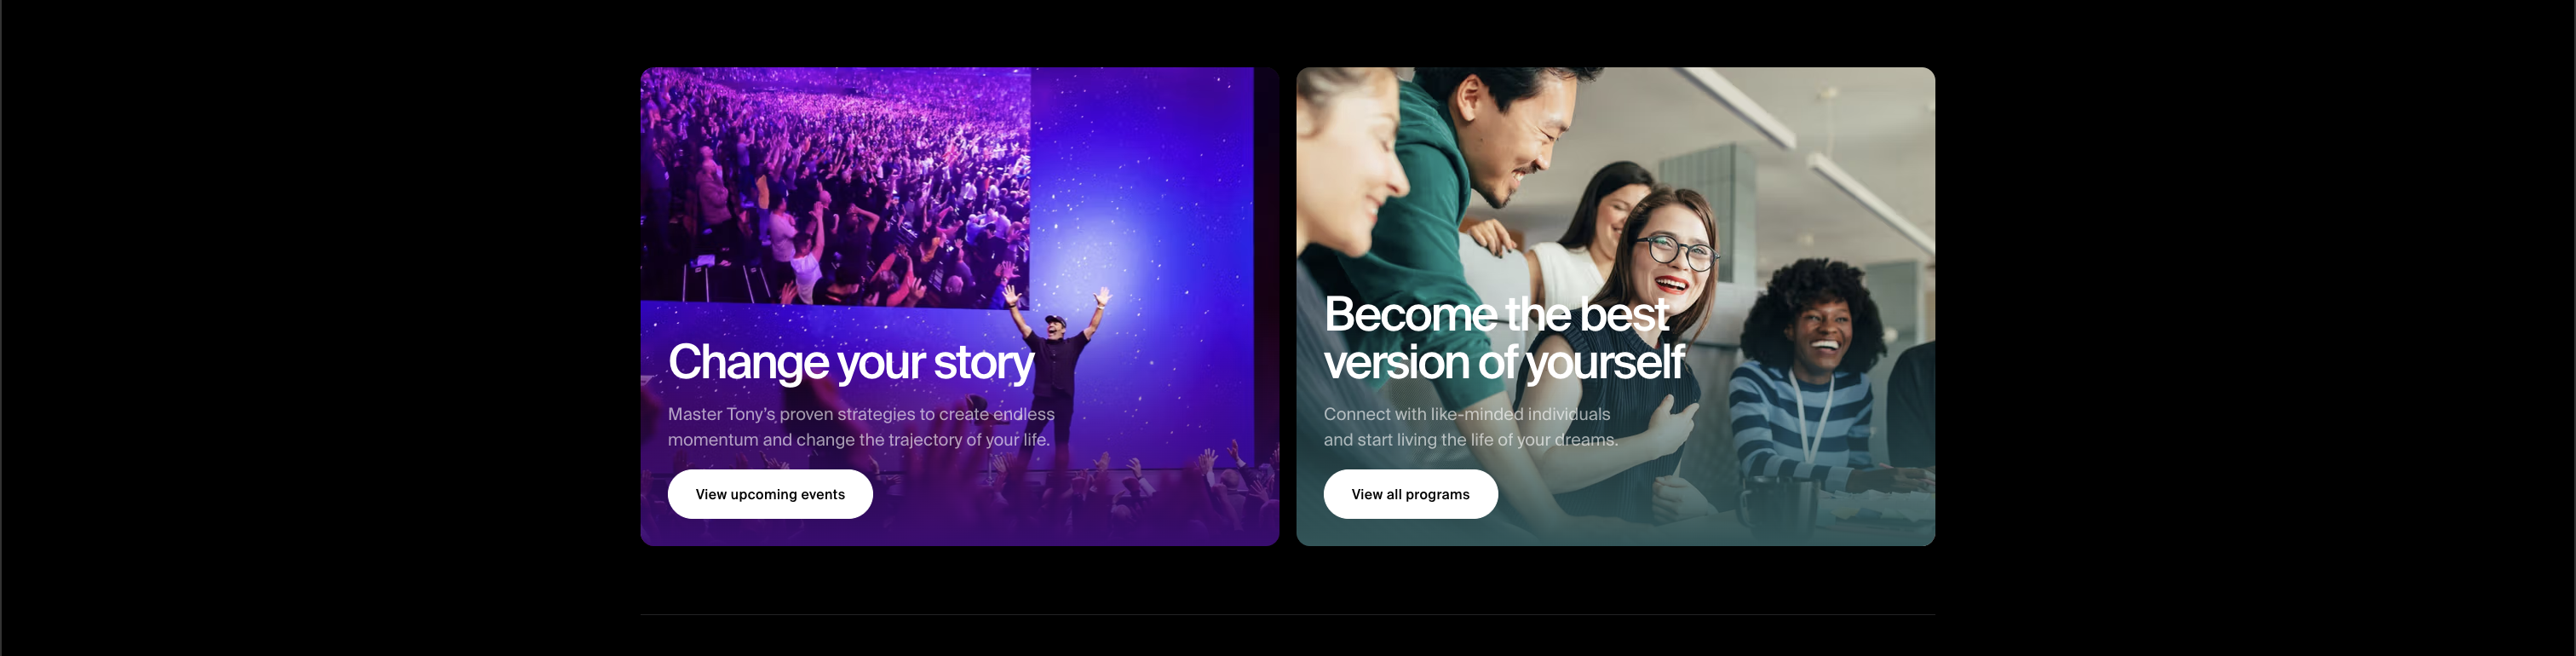 Change your story
Master Tony's proven strategies to create endless
momentum and change the trajectory of your life.
View upcoming events
Become the best
version of yourself
Connect with like-minded individuals
and start living the life of your dreams.
View all programs